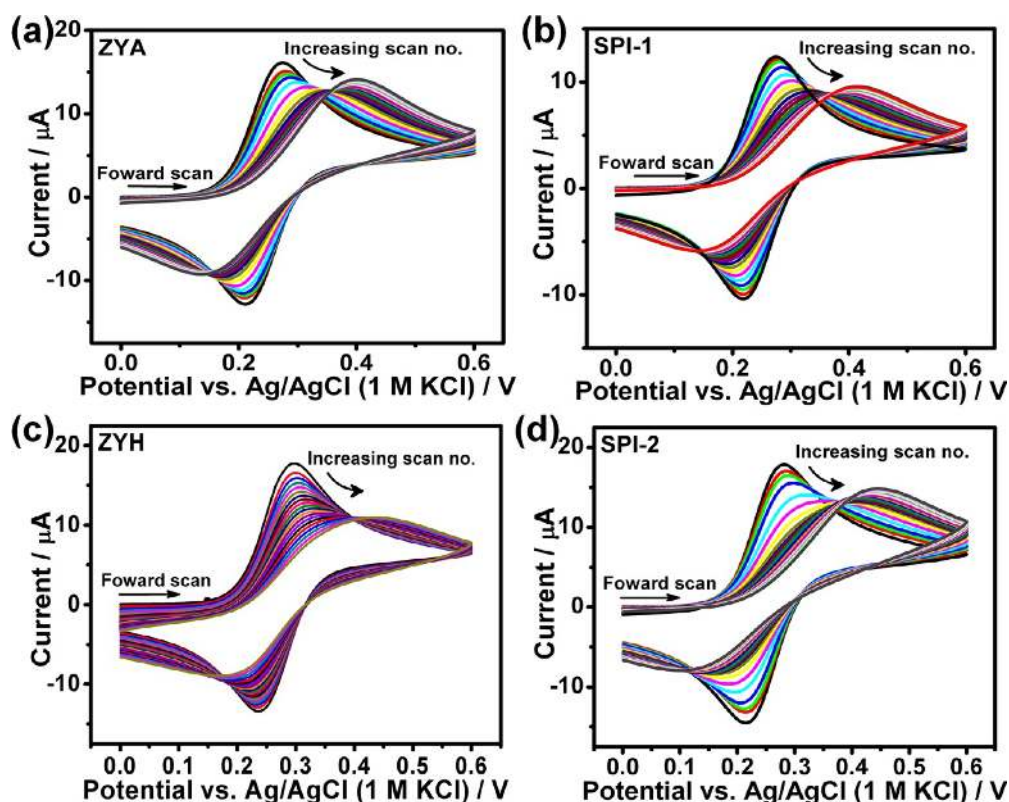 (a)
ZYA
Increasing scan no.
Foward scan
20
10
0
-10
Current / μA
0.0 0.2 0.4 0.6
Potential vs. Ag/AgCl (1 M KCl) / V
(b)
SPI-1
Increasing scan no.
Foward scan
10
0
-10
Current / μA
0.0 0.1 0.2 0.3 0.4 0.5 0.6
Potential vs. Ag/AgCl (1 M KCl) / V
(c)
ZYH
Increasing scan no.
Foward scan
20
10
0
-10
Current / μA
0.0 0.1 0.2 0.3 0.4 0.5 0.6
Potential vs. Ag/AgCl (1 M KCl) / V
(d)
SPI-2
Increasing scan no.
Foward scan
20
10
0
-10
Current / μA
0.0 0.1 0.2 0.3 0.4 0.5 0.6
Potential vs. Ag/AgCl (1 M KCl) / V